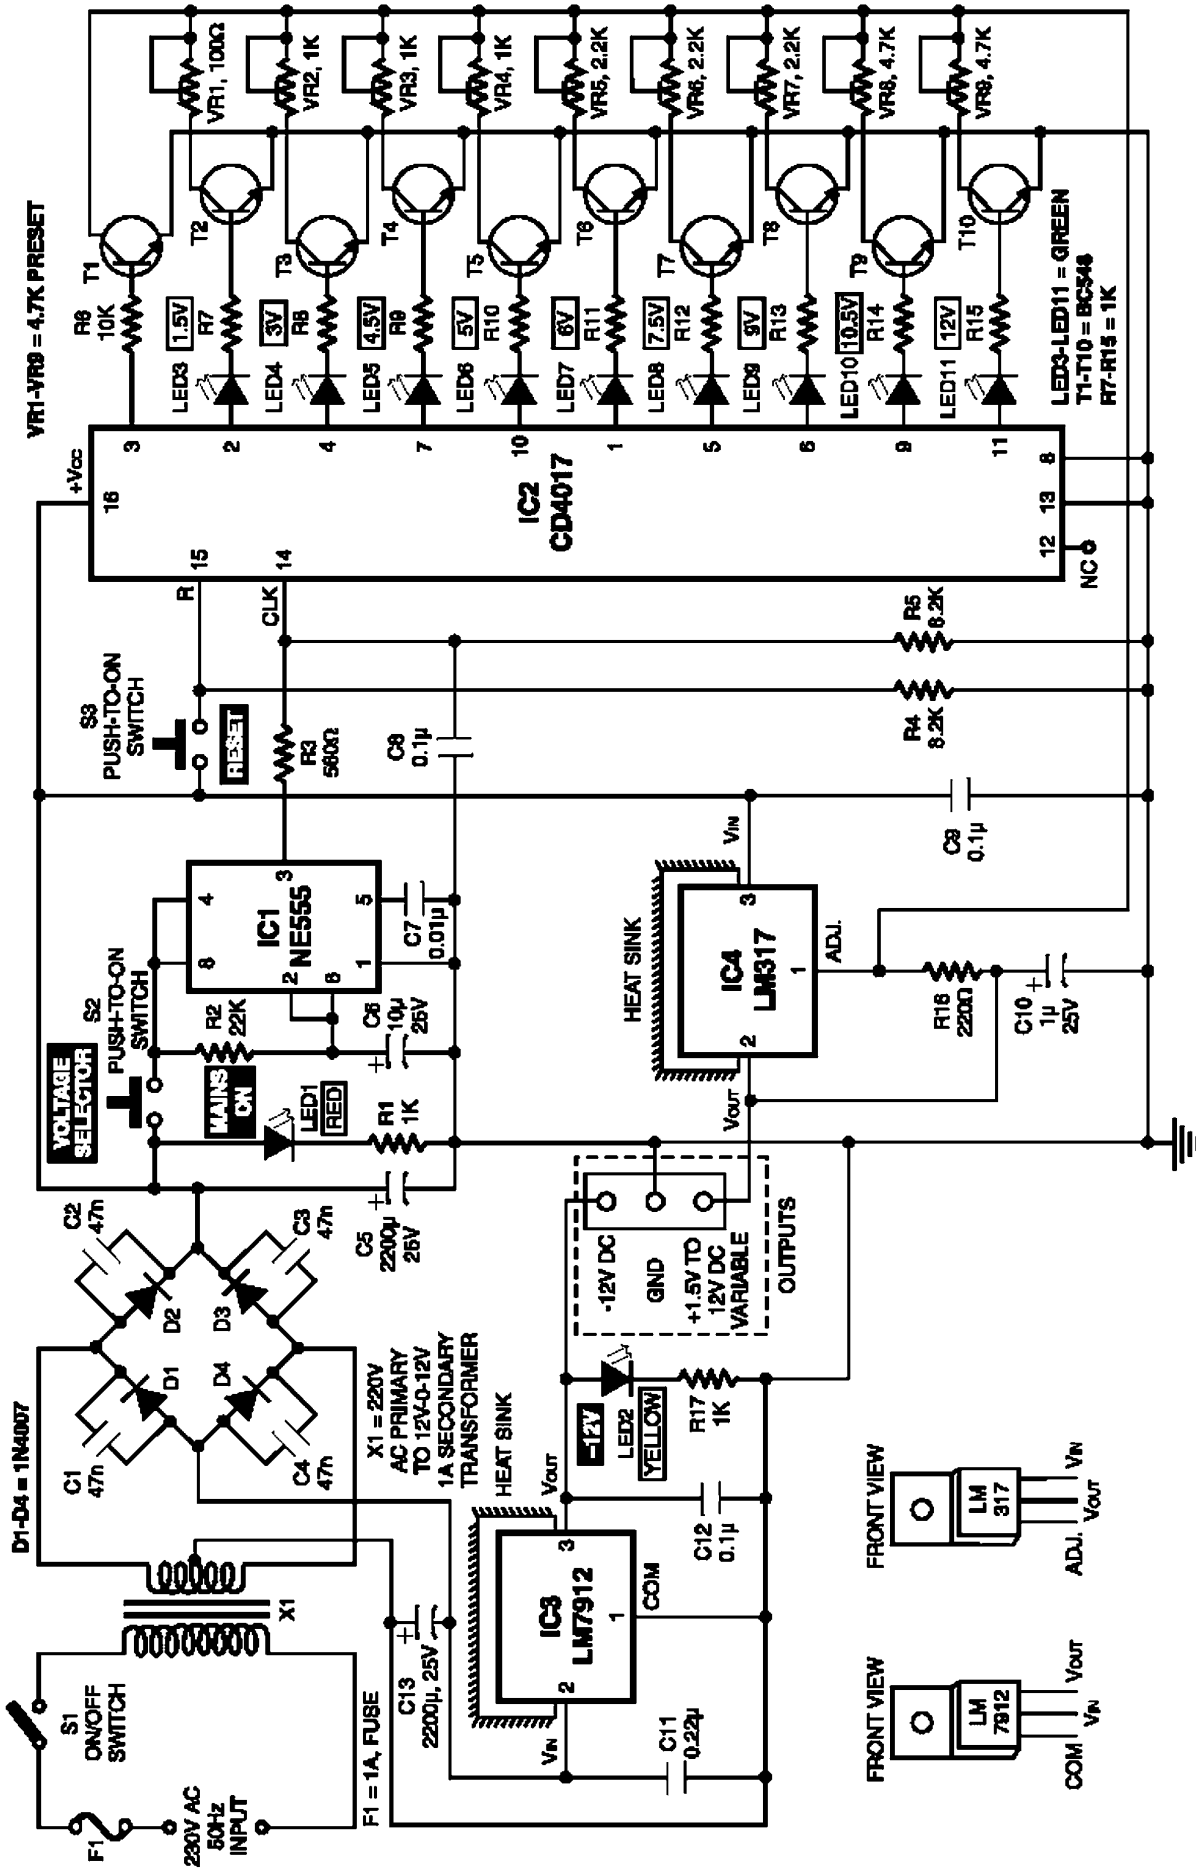 F1
230V AC
50Hz
INPUT
S1
ON/OFF
SWITCH
F1 = 1A, FUSE
X1
D1-D4 = 1N4007
C1
47n
C2
47n
C3
47n
C4
47n
D1
D2
D3
D4
X1 = 220V
AC PRIMARY
TO 12V-0-12V
1A SECONDARY
TRANSFORMER
VOLTAGE
SELECTOR
S2
PUSH-TO-ON
SWITCH
MAINS
ON
LED1
RED
R1
1K
C5
2200µ
25V
R2
22K
C6
10µ
25V
IC1
NE555
8
4
2
6
1
5
3
C7
0.01µ
S3
PUSH-TO-ON
SWITCH
RESET
R3
560Ω
C8
0.1µ
R
CLK
15
14
+VCC
16
IC2
CD4017
3
2
4
7
10
1
5
6
9
11
12
13
8
NC
VR1-VR9 = 4.7K PRESET
R6
10K
T1
LED3
1.5V
R7
T2
LED4
3V
R8
T3
LED5
4.5V
R9
T4
LED6
5V
R10
T5
LED7
6V
R11
T6
LED8
7.5V
R12
T7
LED9
9V
R13
T8
LED10
10.5V
R14
T9
LED11
12V
R15
T10
VR1, 100Ω
VR2, 1K
VR3, 1K
VR4, 1K
VR5, 2.2K
VR6, 2.2K
VR7, 2.2K
VR8, 4.7K
VR9, 4.7K
LED3-LED11 = GREEN
T1-T10 = BC548
R7-R15 = 1K
R4
8.2K
R5
8.2K
C9
0.1µ
HEAT SINK
IC4
LM317
VIN
3
2
VOUT
1
ADJ.
R16
220Ω
C10
1µ
25V
-12V DC
GND
+1.5V TO
12V DC
VARIABLE
OUTPUTS
C13
2200µ, 25V
HEAT SINK
IC3
LM7912
VIN
2
3
VOUT
1
COM
C11
0.22µ
C12
0.1µ
-12V
LED2
YELLOW
R17
1K
FRONT VIEW
LM
7912
COM
VIN
VOUT
FRONT VIEW
LM
317
ADJ.
VOUT
VIN